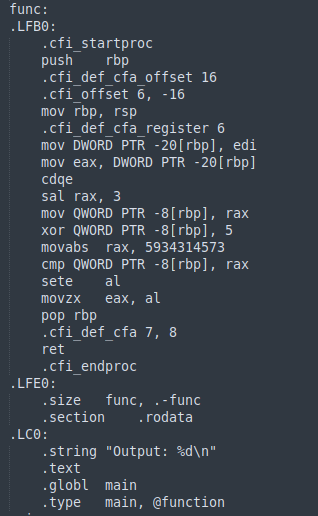 func:
.LFB0:
.cfi_startproc
push rbp
.cfi_def_cfa_offset 16
.cfi_offset 6, -16
mov rbp, rsp
.cfi_def_cfa_register 6
mov DWORD PTR -20[rbp], edi
mov eax, DWORD PTR -20[rbp]
cdqe
sal rax, 3
mov QWORD PTR -8[rbp], rax
xor QWORD PTR -8[rbp], 5
movabs rax, 5934314573
cmp QWORD PTR -8[rbp], rax
sete al
movzx eax, al
pop rbp
.cfi_def_cfa 7, 8
ret
.cfi_endproc
.LFE0:
.size func, .-func
.section .rodata
.LC0:
.string "Output: %d\n"
.text
.globl main
.type main, @function